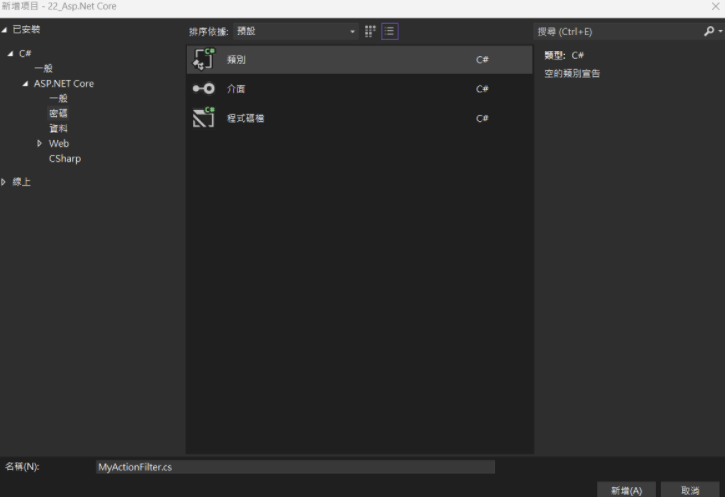 新增項目 - 22_Asp.Net Core
已安裝
C#
一般
ASP.NET Core
一般
密碼
資料
Web
CSharp
線上
排序依據: 預設
類別 C#
介面 C#
程式碼檔 C#
搜尋 (Ctrl+E)
類型: C#
空的類別宣告
名稱(N): MyActionFilter.cs
新增(A) 取消